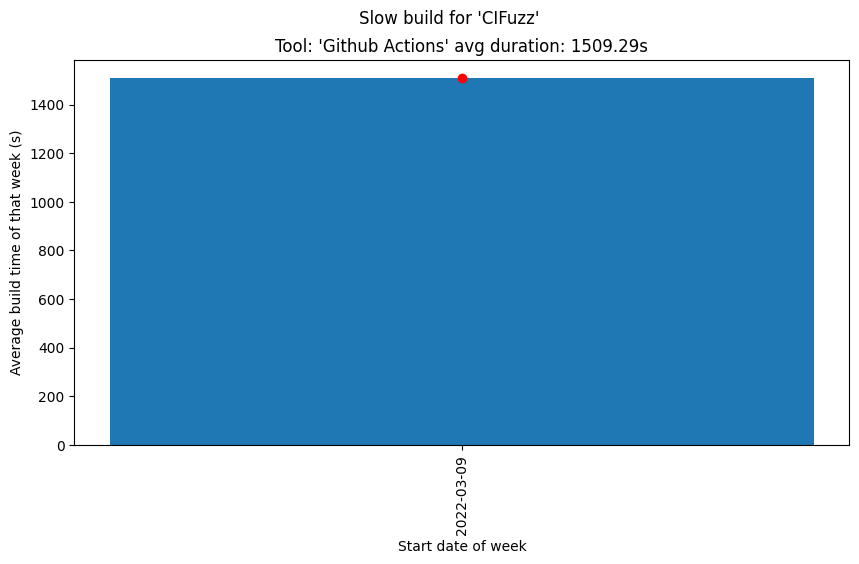 Slow build for 'CIFuzz'
Tool: 'Github Actions' avg duration: 1509.29s
Average build time of that week (s)
1400
1200
1000
800
600
400
200
0
2022-03-09
Start date of week